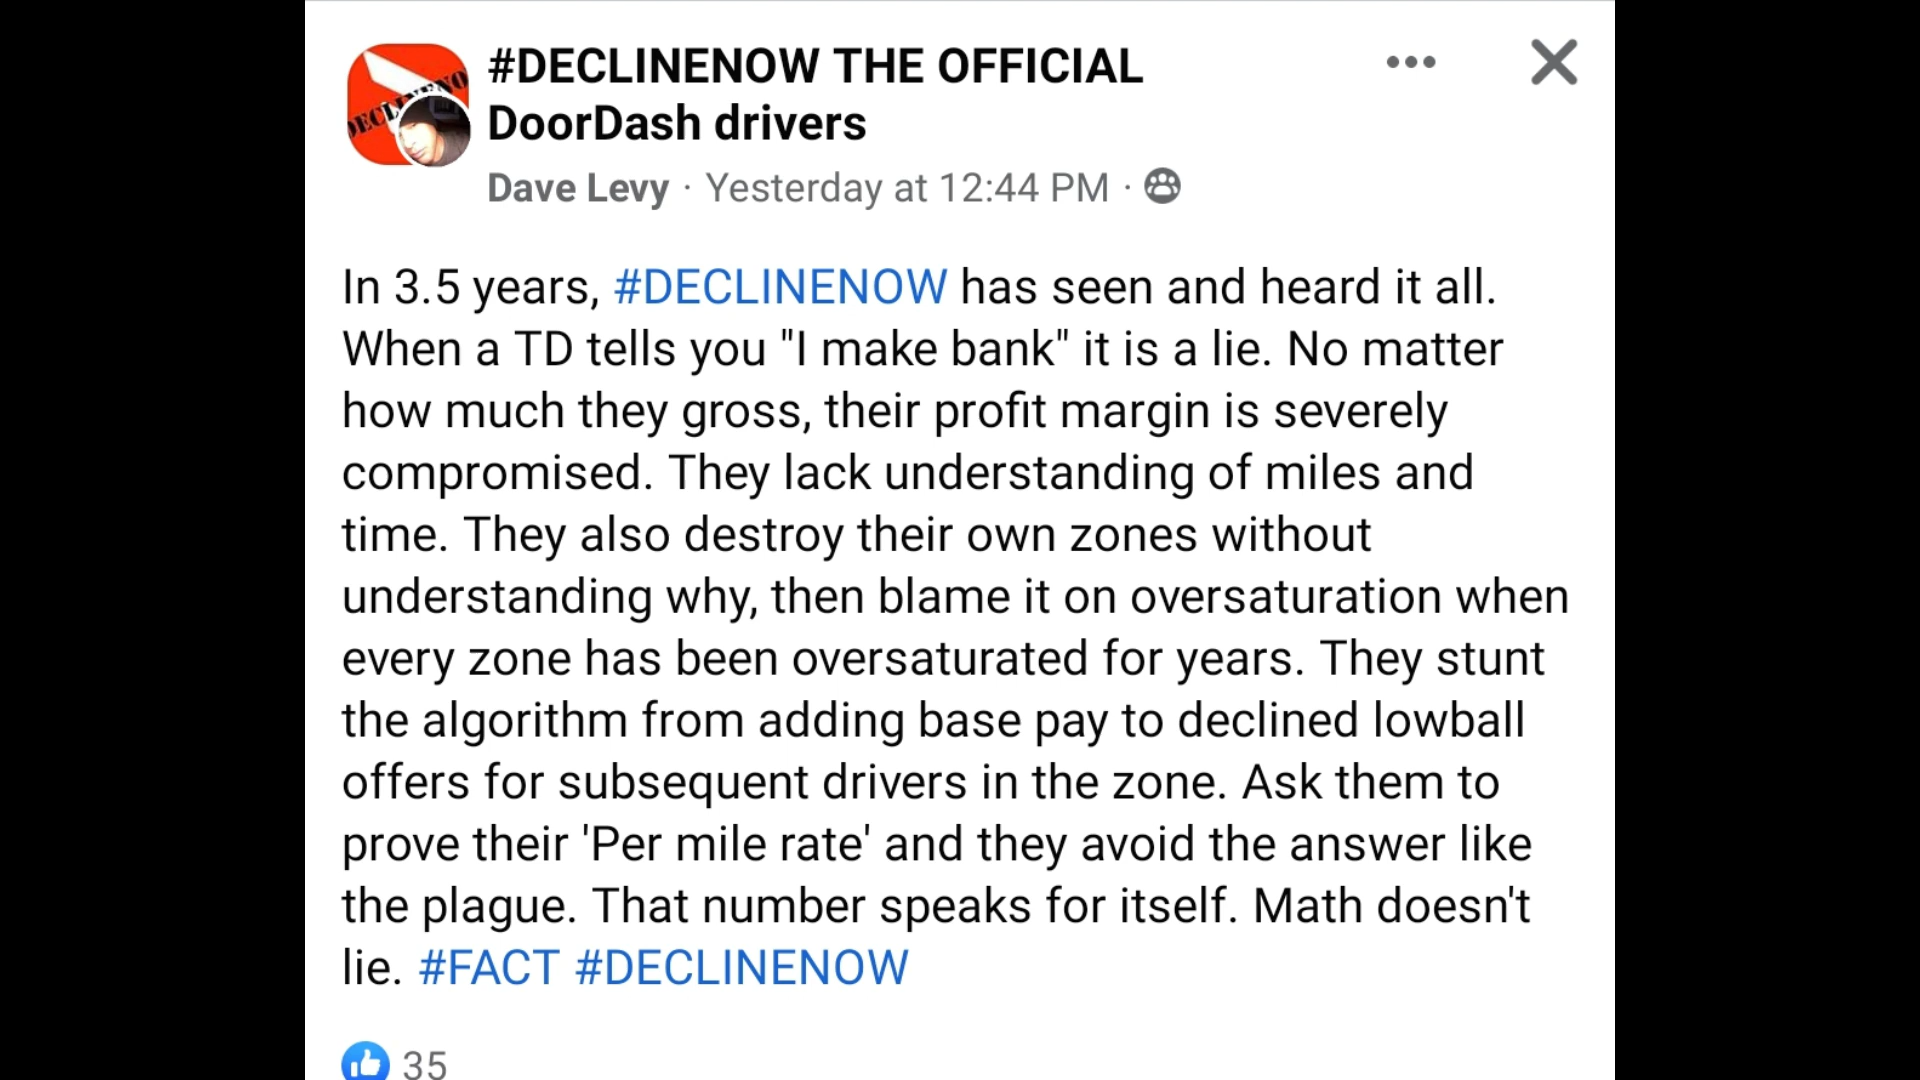 #DECLINENOW THE OFFICIAL
DoorDash drivers
Dave Levy · Yesterday at 12:44 PM ·
In 3.5 years, #DECLINENOW has seen and heard it all.
When a TD tells you "I make bank" it is a lie. No matter
how much they gross, their profit margin is severely
compromised. They lack understanding of miles and
time. They also destroy their own zones without
understanding why, then blame it on oversaturation when
every zone has been oversaturated for years. They stunt
the algorithm from adding base pay to declined lowball
offers for subsequent drivers in the zone. Ask them to
prove their 'Per mile rate' and they avoid the answer like
the plague. That number speaks for itself. Math doesn't
lie. #FACT #DECLINENOW
35